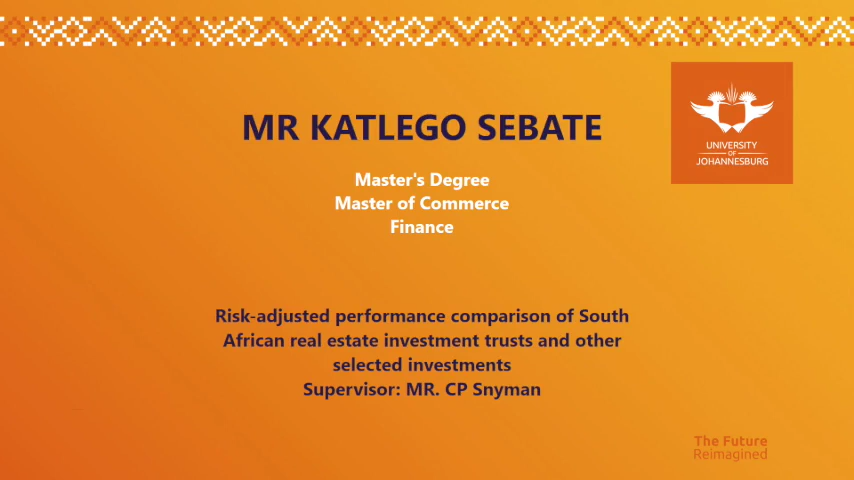 MR KATLEGO SEBATE
UNIVERSITY
OF
JOHANNESBURG
Master's Degree
Master of Commerce
Finance
Risk-adjusted performance comparison of South
African real estate investment trusts and other
selected investments
Supervisor: MR. CP Snyman
The Future
Reimagined